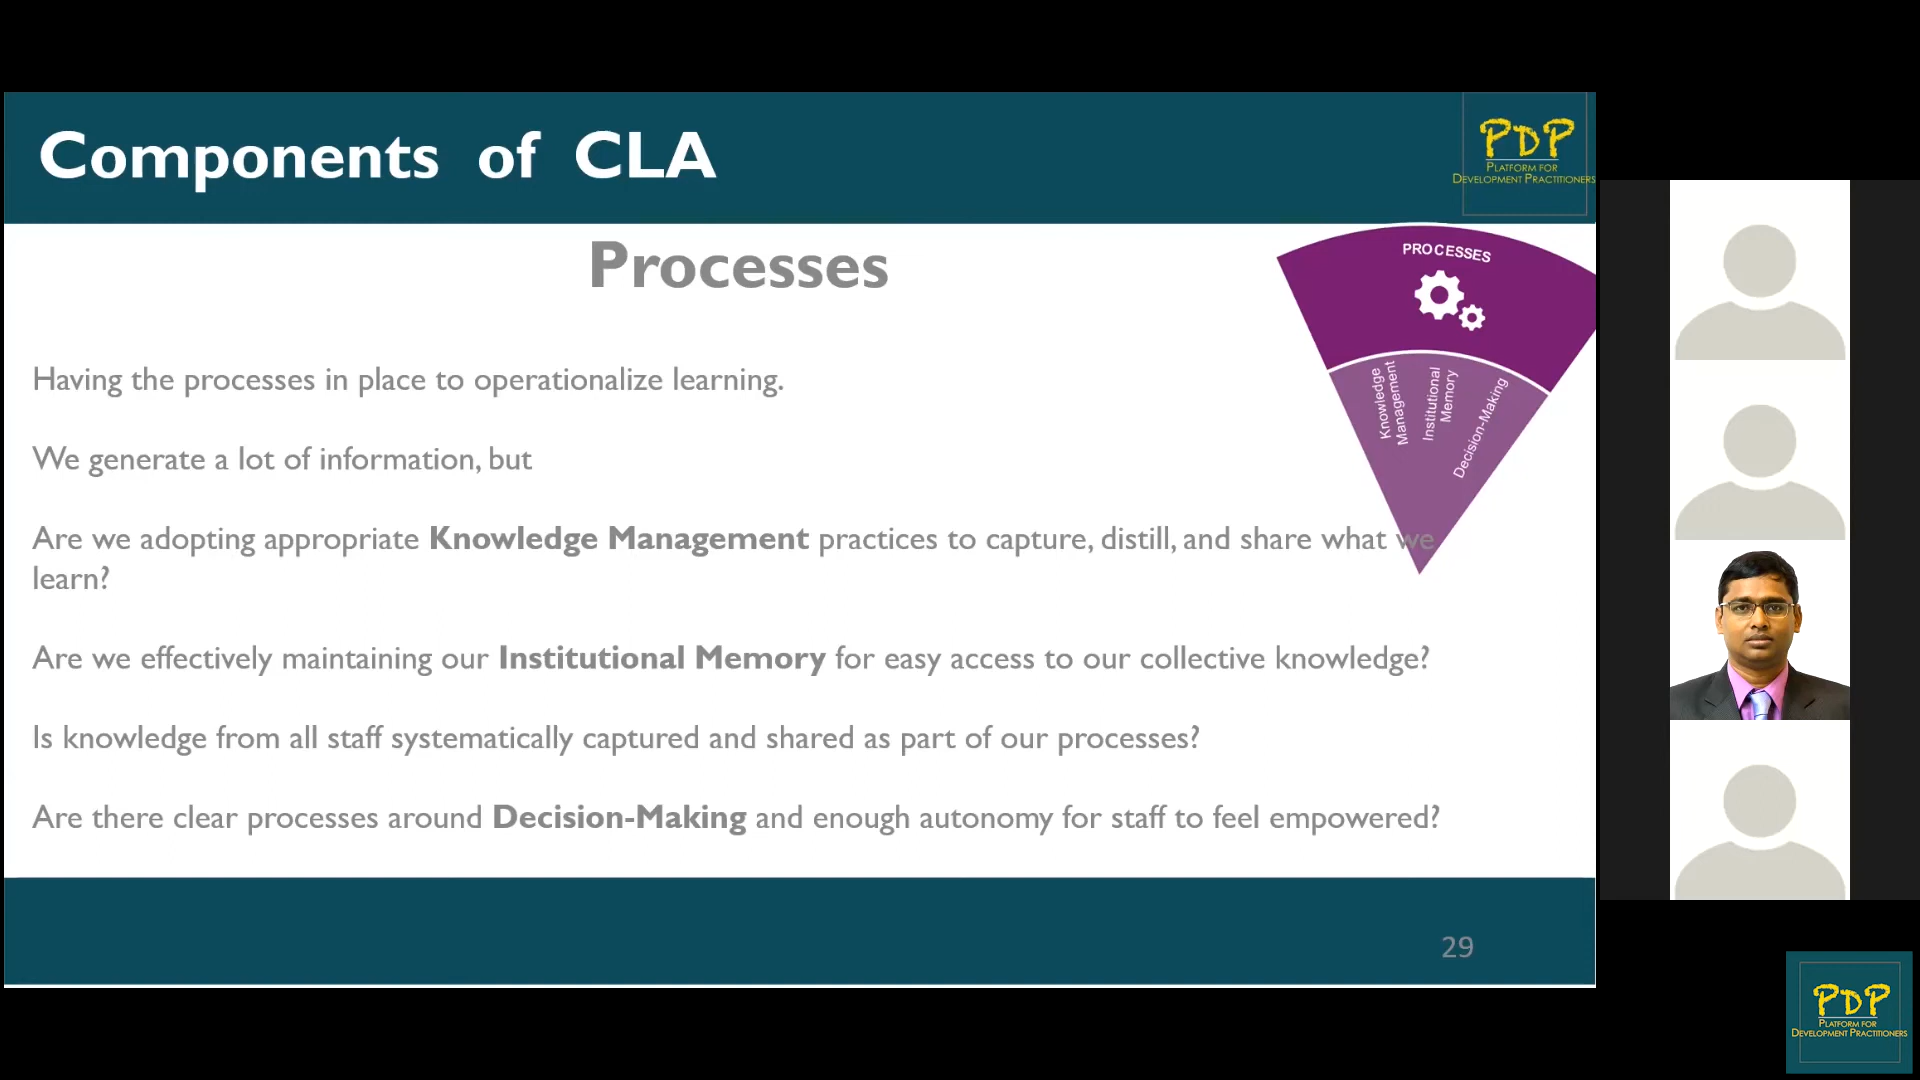 Components of CLA
PDP
PLATFORM FOR
DEVELOPMENT PRACTITIONERS
Processes
PROCESSES
Knowledge
Management
Institutional
Memory
Decision-Making
Having the processes in place to operationalize learning.
We generate a lot of information, but
Are we adopting appropriate Knowledge Management practices to capture, distill, and share what we
learn?
Are we effectively maintaining our Institutional Memory for easy access to our collective knowledge?
Is knowledge from all staff systematically captured and shared as part of our processes?
Are there clear processes around Decision-Making and enough autonomy for staff to feel empowered?
29
PDP
PLATFORM FOR
DEVELOPMENT PRACTITIONERS